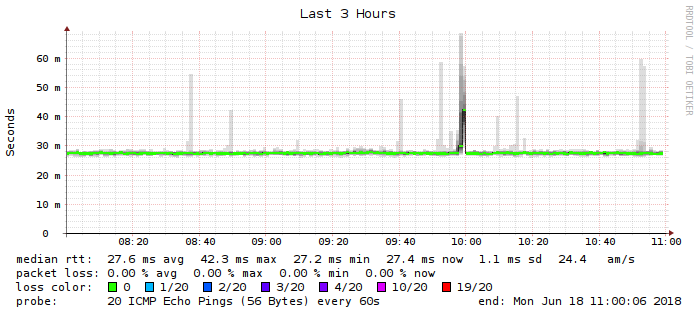 Last 3 Hours
RRDTOOL / TOBI OETIKER
Seconds
60 m
50 m
40 m
30 m
20 m
10 m
0
08:20 08:40 09:00 09:20 09:40 10:00 10:20 10:40 11:00
median rtt: 27.6 ms avg 42.3 ms max 27.2 ms min 27.4 ms now 1.1 ms sd 24.4 am/s
packet loss: 0.00 % avg 0.00 % max 0.00 % min 0.00 % now
loss color: 0 1/20 2/20 3/20 4/20 10/20 19/20
probe: 20 ICMP Echo Pings (56 Bytes) every 60s end: Mon Jun 18 11:00:06 2018